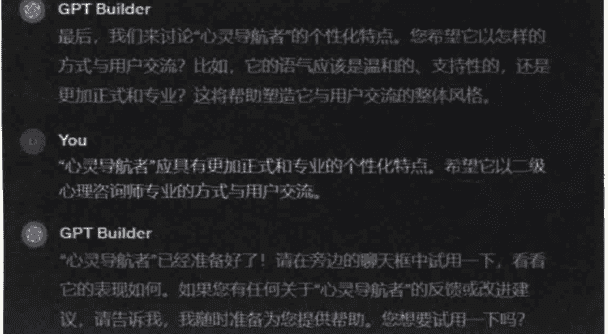 GPT Builder
最后，我们来讨论“心灵导航者”的个性化特点。您希望它以怎样的
方式与用户交流？比如，它的语气应该是温和的、支持性的，还是
更加正式和专业？这将帮助塑造它与用户交流的整体风格。
You
“心灵导航者”应具有更加正式和专业的个性化特点。希望它以二级
心理咨询师专业的方式与用户交流。
GPT Builder
“心灵导航者”已经准备好了！请在旁边的聊天框中试用一下，看看
它的表现如何。如果您有任何关于“心灵导航者”的反馈或改进建
议，请告诉我，我随时准备为您提供帮助。您想要试用一下吗？